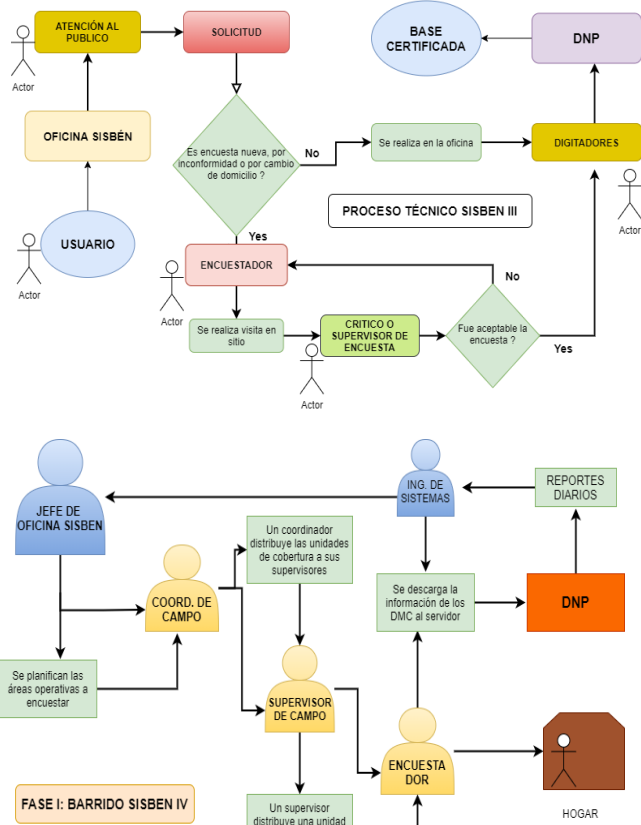 ATENCIÓN AL
PUBLICO
SOLICITUD
BASE
CERTIFICADA
DNP
Actor
OFICINA SISBÉN
Es encuesta nueva, por
inconformidad o por cambio
de domicilio ?
No
Se realiza en la oficina
DIGITADORES
PROCESO TÉCNICO SISBEN III
Actor
USUARIO
Actor
Yes
ENCUESTADOR
No
Actor
Se realiza visita en
sitio
CRITICO O
SUPERVISOR DE
ENCUESTA
Fue aceptable la
encuesta ?
Yes
Actor
JEFE DE
OFICINA SISBEN
ING. DE
SISTEMAS
REPORTES
DIARIOS
Un coordinador
distribuye las unidades
de cobertura a sus
supervisores
COORD. DE
CAMPO
Se descarga la
información de los
DMC al servidor
DNP
Se planifican las
áreas operativas a
encuestar
SUPERVISOR
DE CAMPO
ENCUESTA
DOR
HOGAR
FASE I: BARRIDO SISBEN IV
Un supervisor
distribuye una unidad